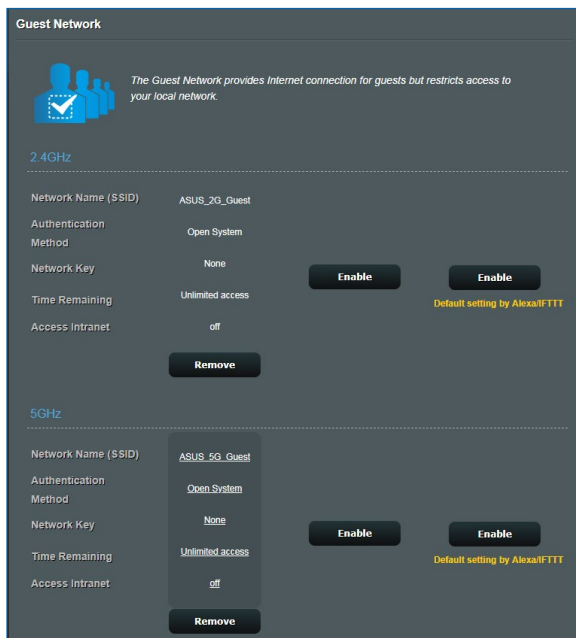 Guest Network
The Guest Network provides Internet connection for guests but restricts access to
your local network.
2.4GHz
Network Name (SSID) ASUS_2G_Guest
Authentication
Method Open System
Network Key None
Enable Enable
Time Remaining Unlimited access
Default setting by Alexa/IFTTT
Access Intranet off
Remove
5GHz
Network Name (SSID) ASUS_5G_Guest
Authentication
Method Open System
Network Key None
Enable Enable
Time Remaining Unlimited access
Default setting by Alexa/IFTTT
Access Intranet off
Remove